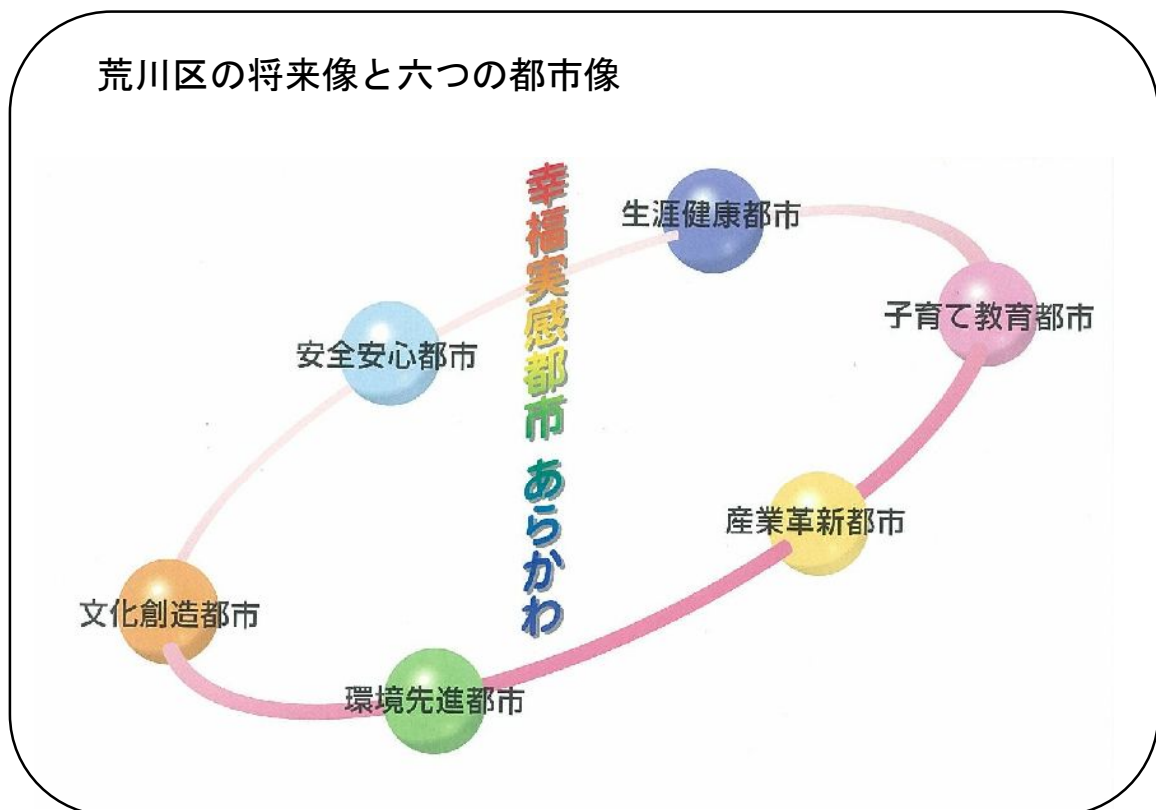 荒川区の将来像と六つの都市像
幸福実感都市 あらかわ
生涯健康都市
子育て教育都市
安全安心都市
産業革新都市
文化創造都市
環境先進都市